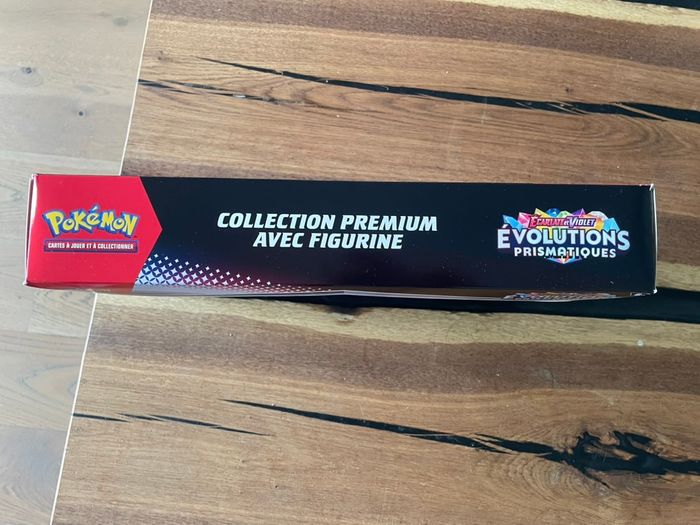 POKÉMON
CARTES À JOUER ET À COLLECTIONNER
COLLECTION PREMIUM
AVEC FIGURINE
ÉCARLATE ET VIOLET
ÉVOLUTIONS
PRISMATIQUES